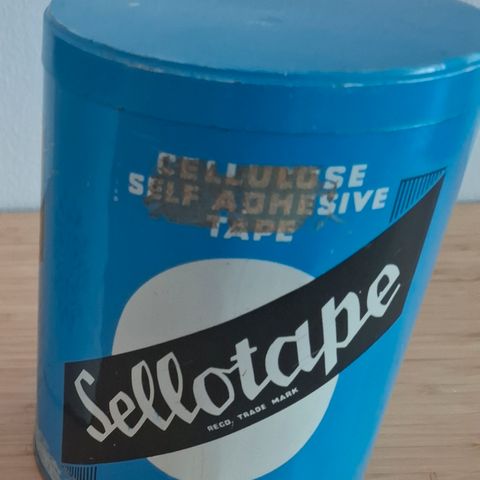 CELLULOSE
SELF ADHESIVE
TAPE
Sellotape
REGD. TRADE MARK